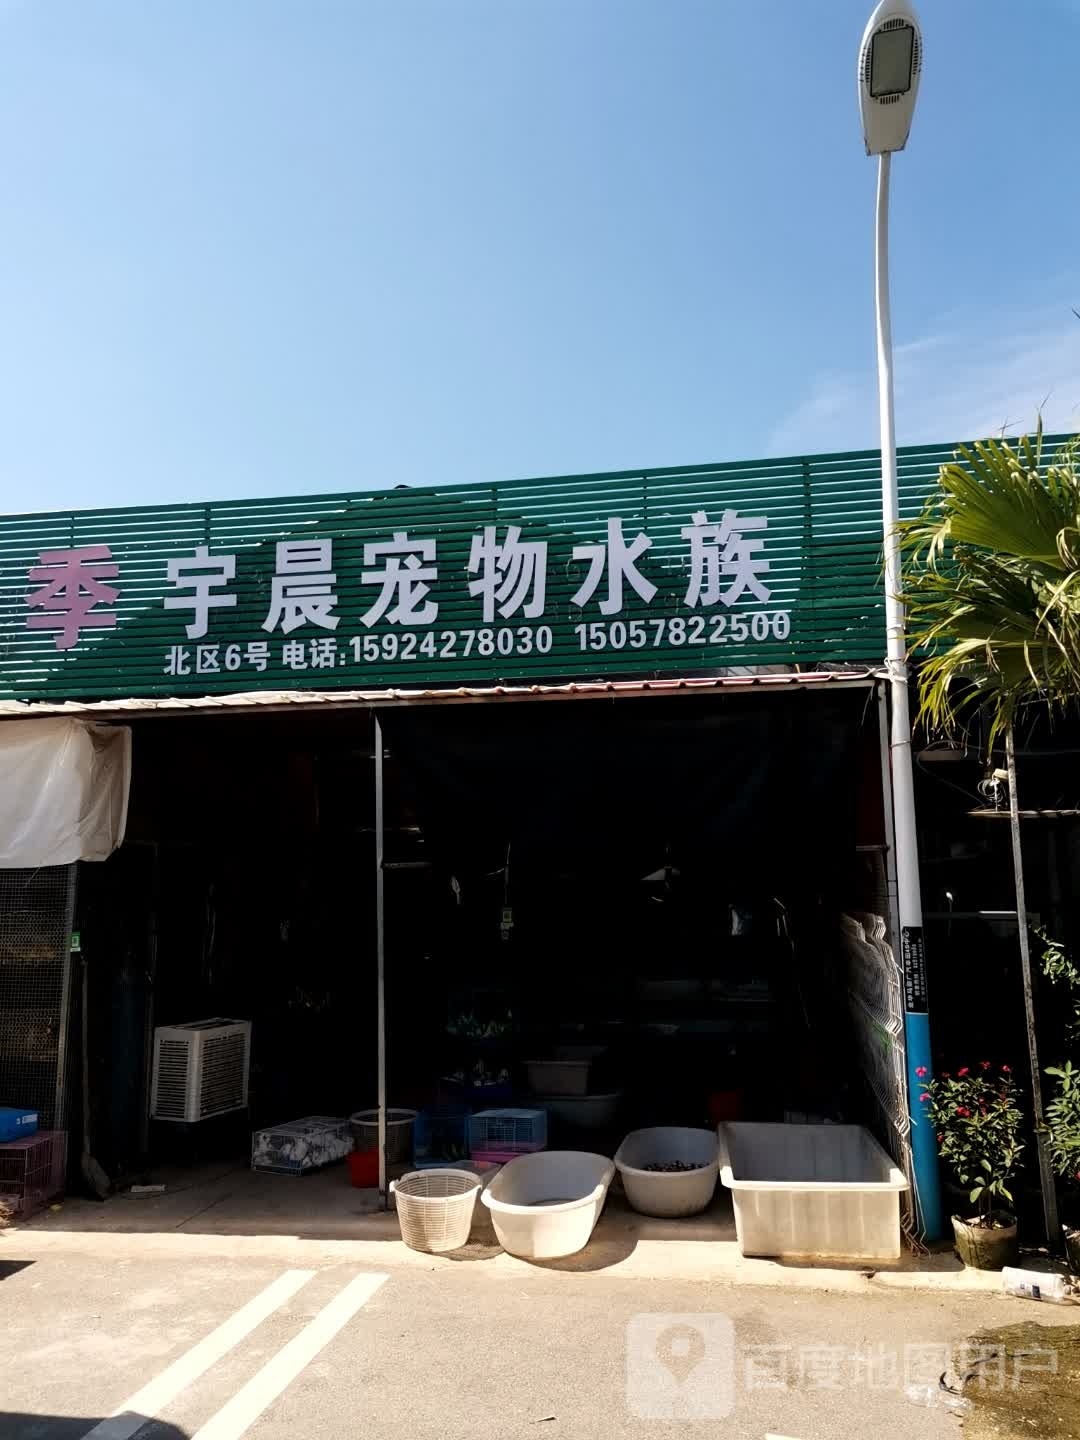 季 宇晨宠物水族
北区6号 电话:15924278030 15057822500
百度地图用户